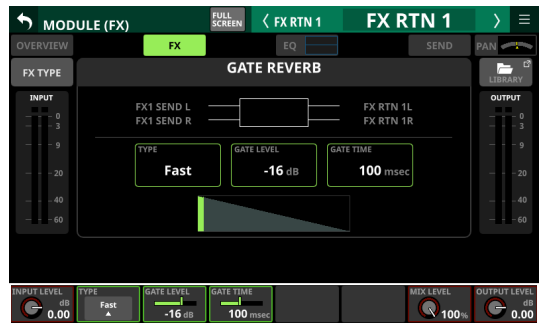 MODULE (FX)
FULL SCREEN
FX RTN 1
FX RTN 1
OVERVIEW
FX
EQ
SEND
PAN
FX TYPE
GATE REVERB
LIBRARY
INPUT
OUTPUT
0
3
9
20
40
60
FX1 SEND L
FX RTN 1L
FX1 SEND R
FX RTN 1R
0
3
9
20
40
60
TYPE
GATE LEVEL
GATE TIME
Fast
-16 dB
100 msec
INPUT LEVEL
TYPE
GATE LEVEL
GATE TIME
MIX LEVEL
OUTPUT LEVEL
dB
0.00
Fast
-16 dB
100 msec
100%
dB
0.00